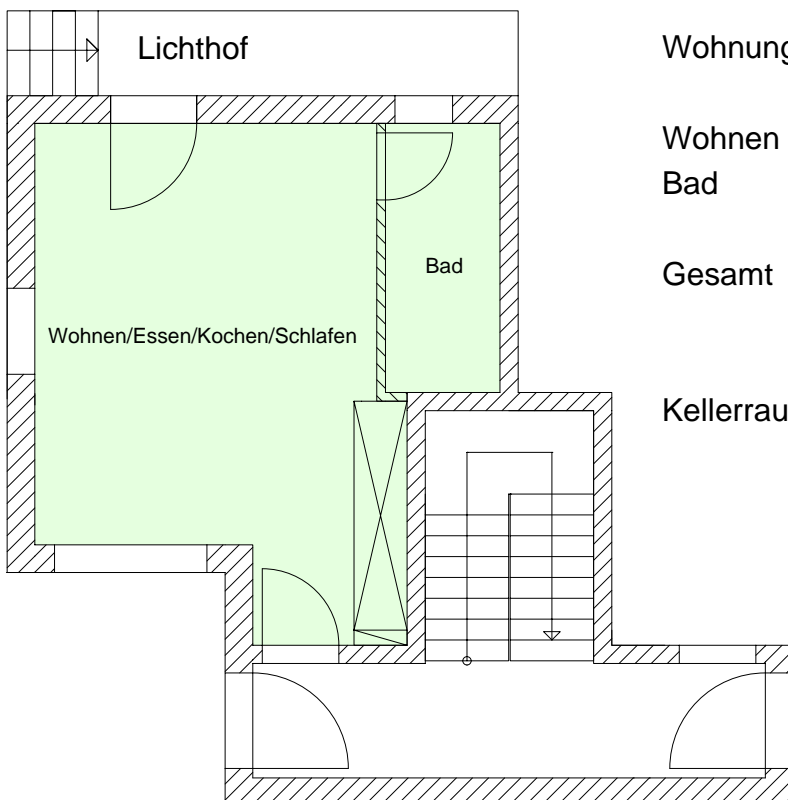 Lichthof
Wohnung
Wohnen
Bad
Bad
Gesamt
Wohnen/Essen/Kochen/Schlafen
Kellerrau